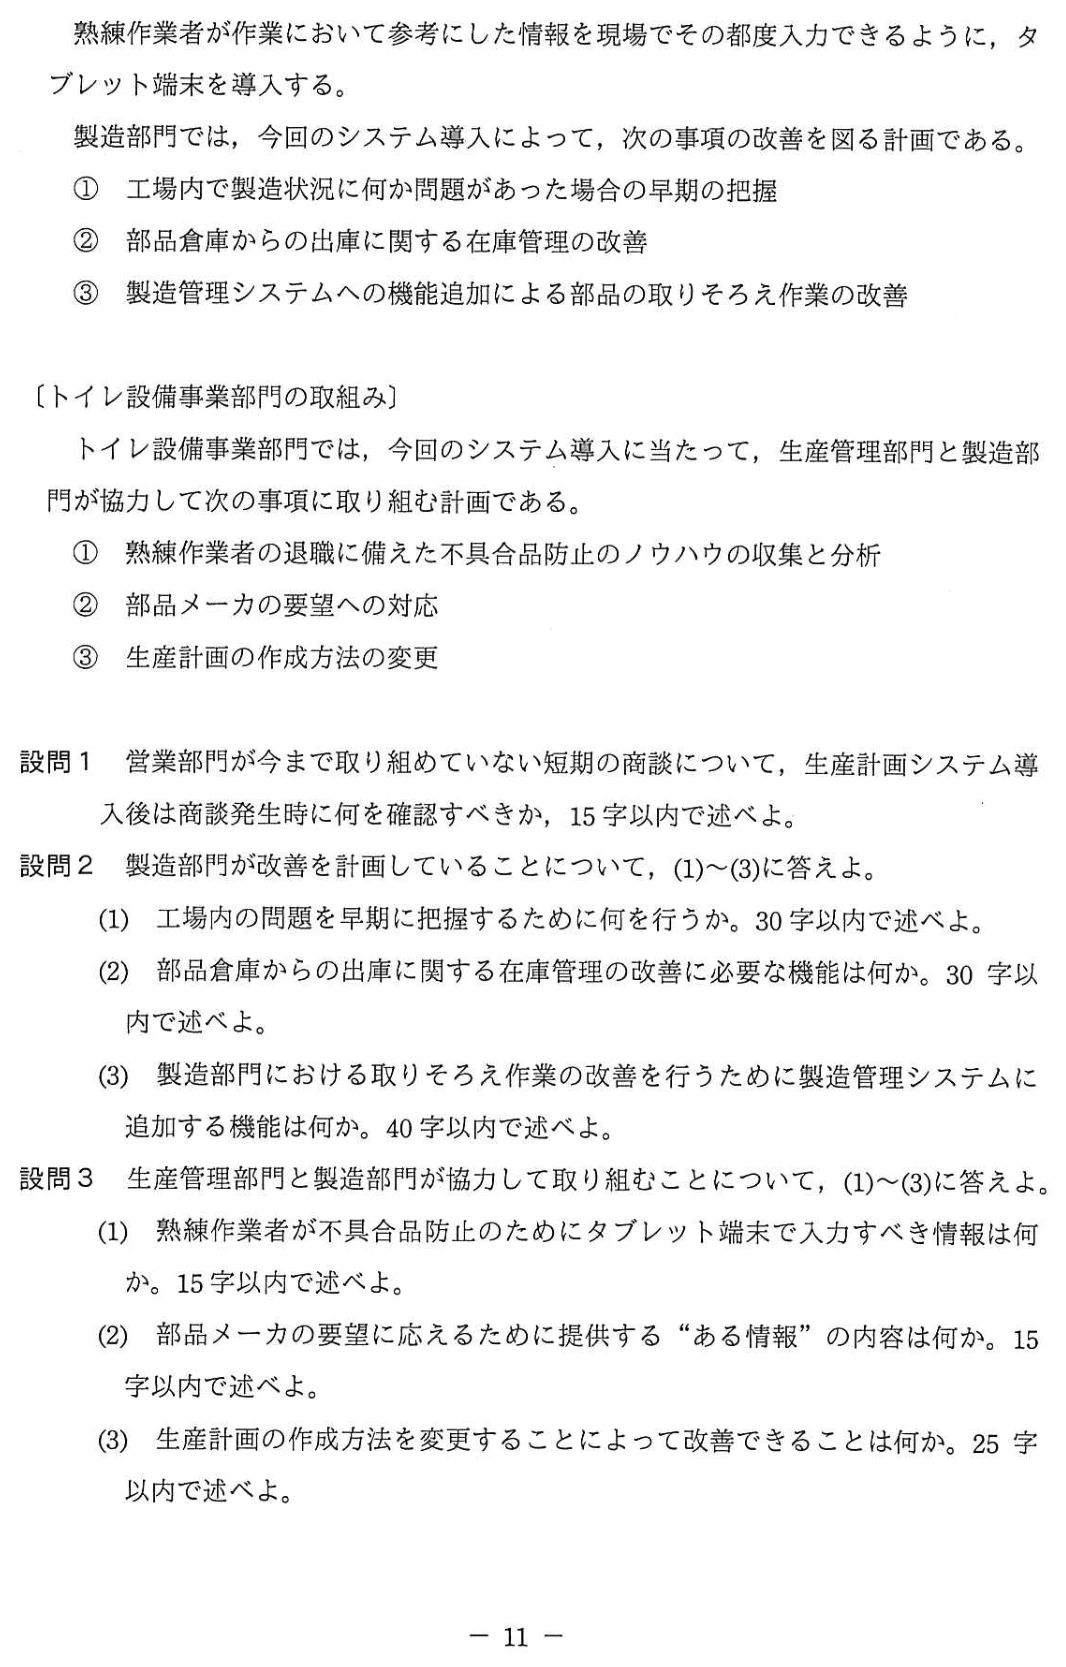 熟練作業者が作業において参考にした情報を現場でその都度入力できるように，タ
ブレット端末を導入する。
製造部門では，今回のシステム導入によって，次の事項の改善を図る計画である。
① 工場内で製造状況に何か問題があった場合の早期の把握
② 部品倉庫からの出庫に関する在庫管理の改善
③ 製造管理システムへの機能追加による部品の取りそろえ作業の改善
〔トイレ設備事業部門の取組み〕
トイレ設備事業部門では，今回のシステム導入に当たって，生産管理部門と製造部
門が協力して次の事項に取り組む計画である。
① 熟練作業者の退職に備えた不具合品防止のノウハウの収集と分析
② 部品メーカの要望への対応
③ 生産計画の作成方法の変更
設問1 営業部門が今まで取り組めていない短期の商談について，生産計画システム導
入後は商談発生時に何を確認すべきか，15字以内で述べよ。
設問2 製造部門が改善を計画していることについて，(1)～(3)に答えよ。
(1) 工場内の問題を早期に把握するために何を行うか。30字以内で述べよ。
(2) 部品倉庫からの出庫に関する在庫管理の改善に必要な機能は何か。30 字以
内で述べよ。
(3) 製造部門における取りそろえ作業の改善を行うために製造管理システムに
追加する機能は何か。40字以内で述べよ。
設問3 生産管理部門と製造部門が協力して取り組むことについて，(1)～(3)に答えよ。
(1) 熟練作業者が不具合品防止のためにタブレット端末で入力すべき情報は何
か。15字以内で述べよ。
(2) 部品メーカの要望に応えるために提供する“ある情報”の内容は何か。15
字以内で述べよ。
(3) 生産計画の作成方法を変更することによって改善できることは何か。25 字
以内で述べよ。
－ 11 －